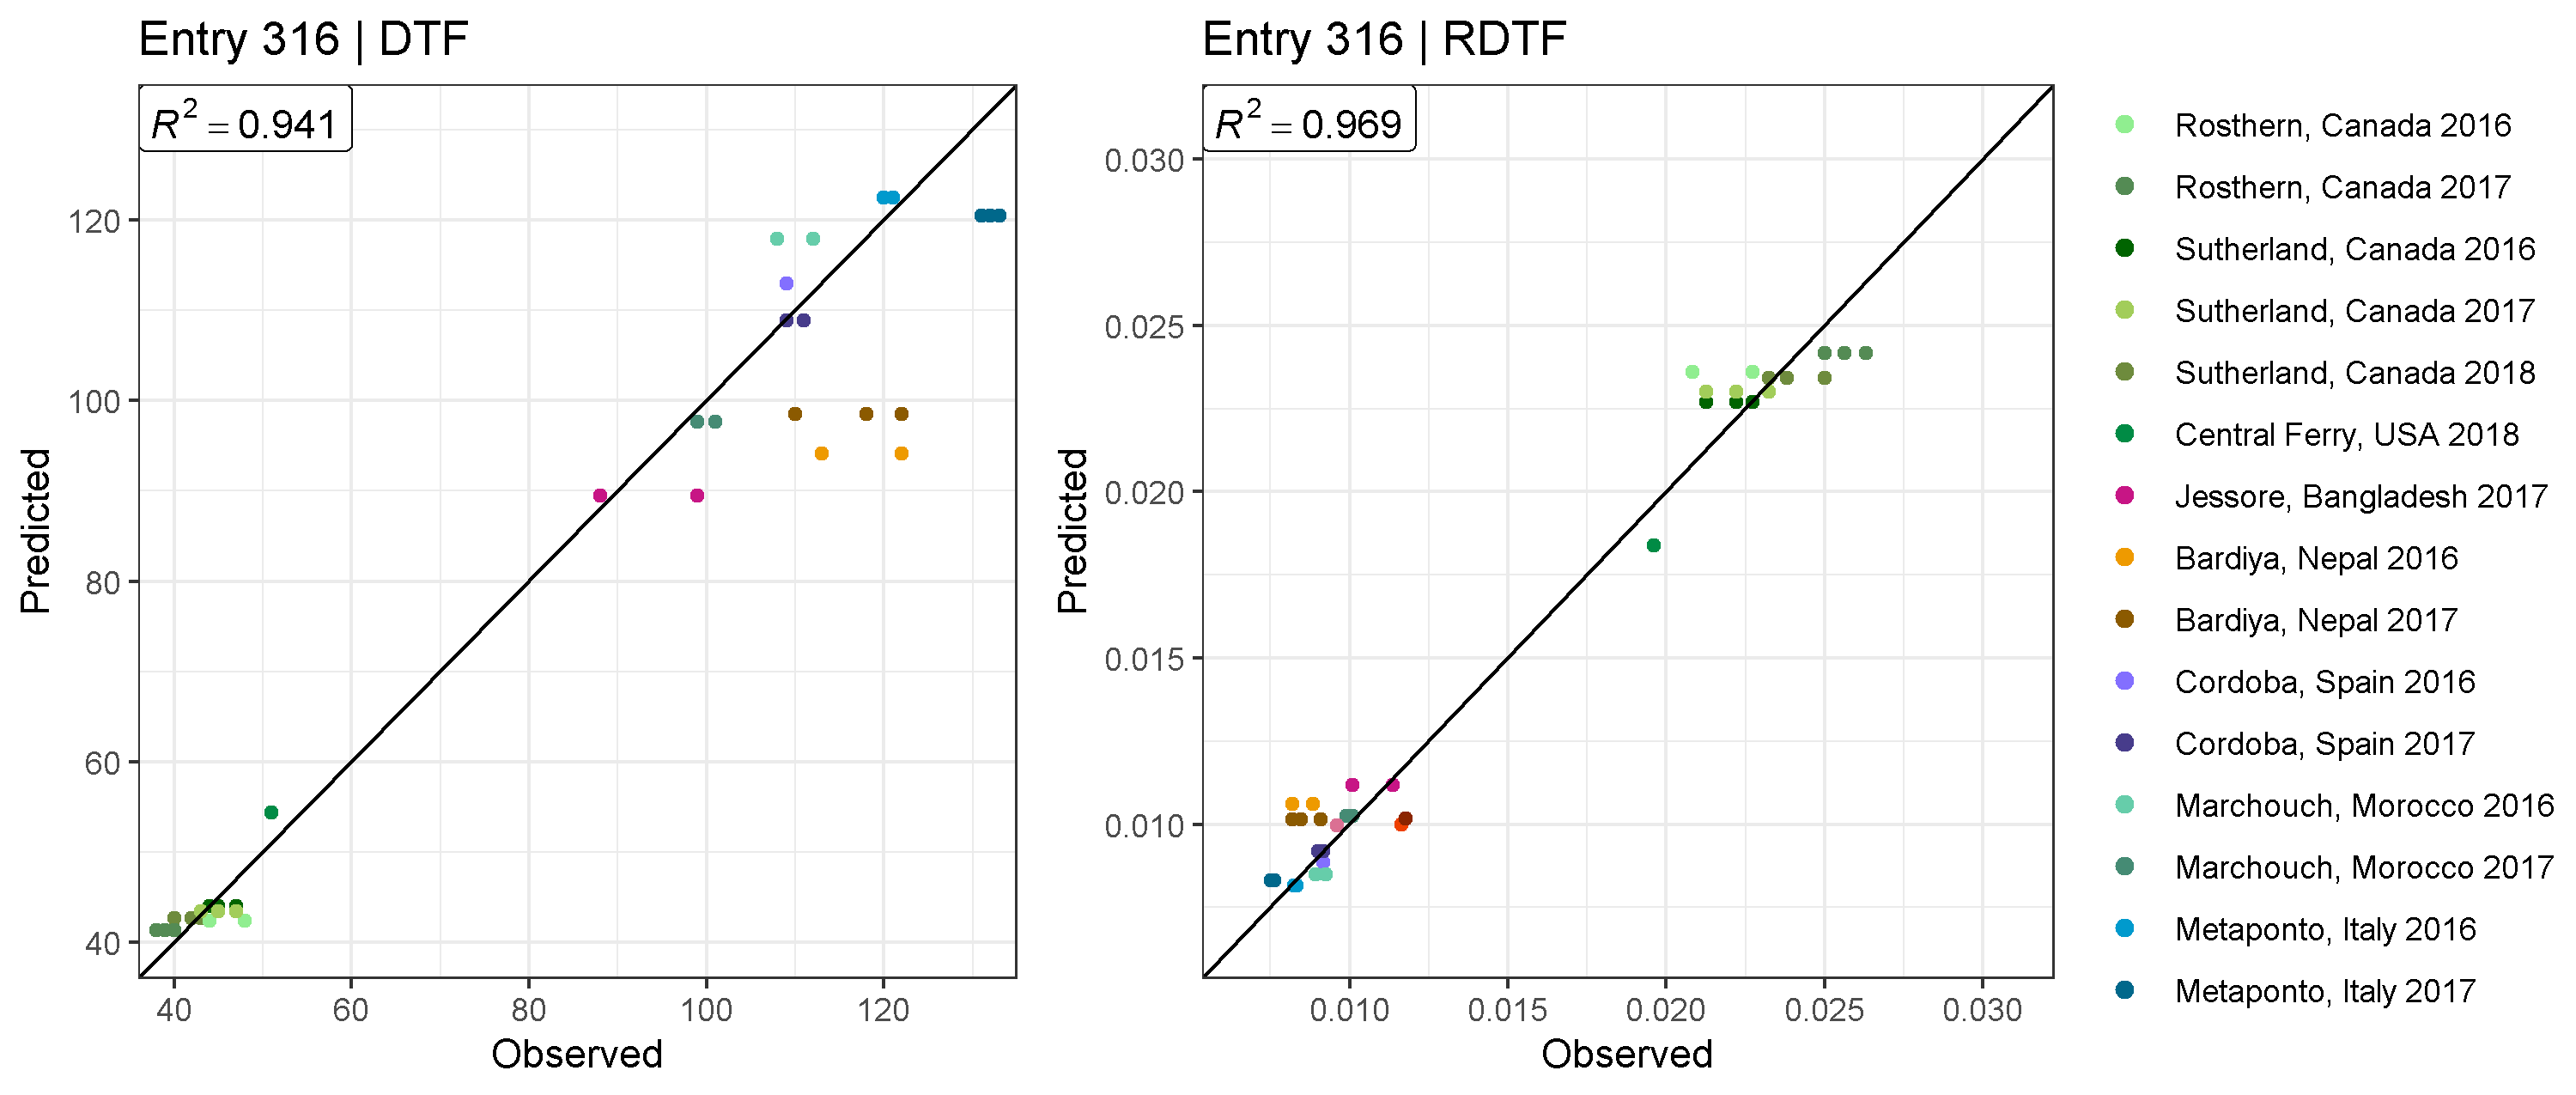 Entry 316 | DTF
R² = 0.941
120
100
80
60
40
40 60 80 100 120
Observed
Predicted
Entry 316 | RDTF
R² = 0.969
0.030
0.025
0.020
0.015
0.010
0.010 0.015 0.020 0.025 0.030
Observed
Predicted
Rosthern, Canada 2016
Rosthern, Canada 2017
Sutherland, Canada 2016
Sutherland, Canada 2017
Sutherland, Canada 2018
Central Ferry, USA 2018
Jessore, Bangladesh 2017
Bardiya, Nepal 2016
Bardiya, Nepal 2017
Cordoba, Spain 2016
Cordoba, Spain 2017
Marchouch, Morocco 2016
Marchouch, Morocco 2017
Metaponto, Italy 2016
Metaponto, Italy 2017